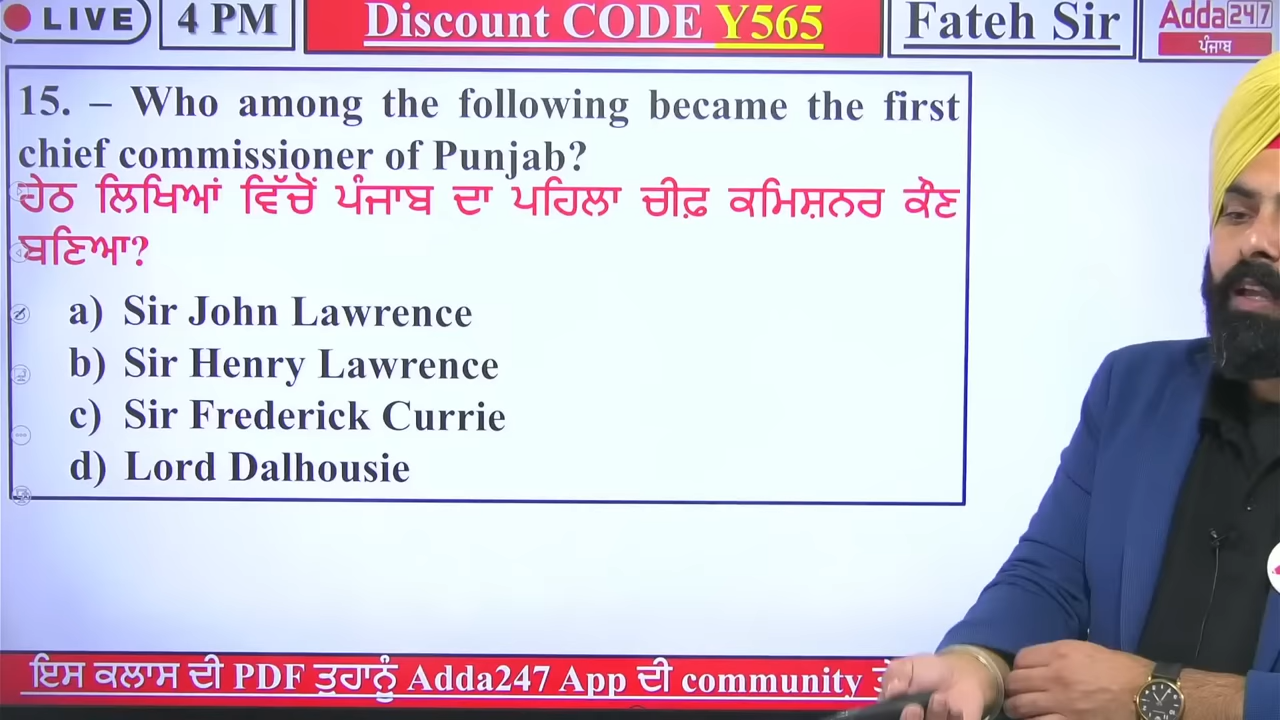 LIVE
4 PM
Discount CODE Y565
Fateh Sir
Adda247
ਪੰਜਾਬ
15. – Who among the following became the first
chief commissioner of Punjab?
ਹੇਠ ਲਿਖਿਆਂ ਵਿੱਚੋਂ ਪੰਜਾਬ ਦਾ ਪਹਿਲਾ ਚੀਫ਼ ਕਮਿਸ਼ਨਰ ਕੌਣ
ਬਣਿਆ?
a) Sir John Lawrence
b) Sir Henry Lawrence
c) Sir Frederick Currie
d) Lord Dalhousie
ਇਸ ਕਲਾਸ ਦੀ PDF ਤੁਹਾਨੂੰ Adda247 App ਦੀ community